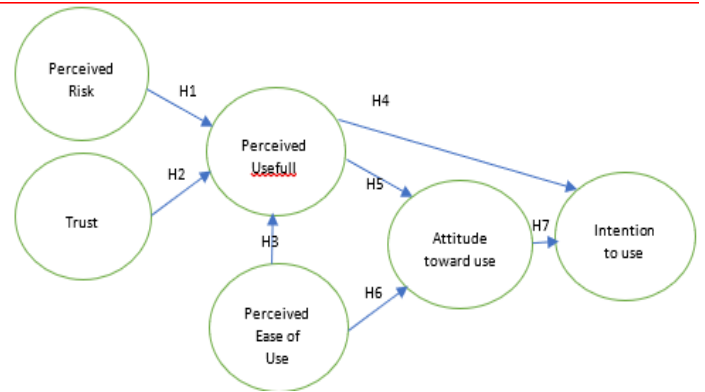 Perceived
Risk
H1
H4
Perceived
Usefull
H2
H5
Trust
H3
Attitude
toward use
H7
Intention
to use
H6
Perceived
Ease of
Use